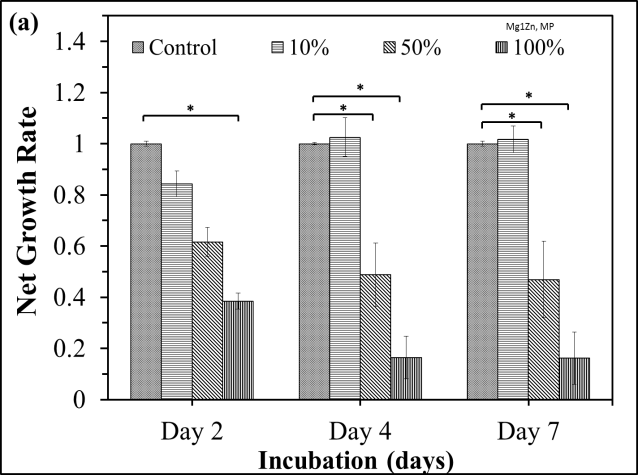 (a)
Mg1Zn, MP
Control 10% 50% 100%
1.4
1.2
1
0.8
0.6
0.4
0.2
0
Net Growth Rate
* * * * *
Day 2 Day 4 Day 7
Incubation (days)